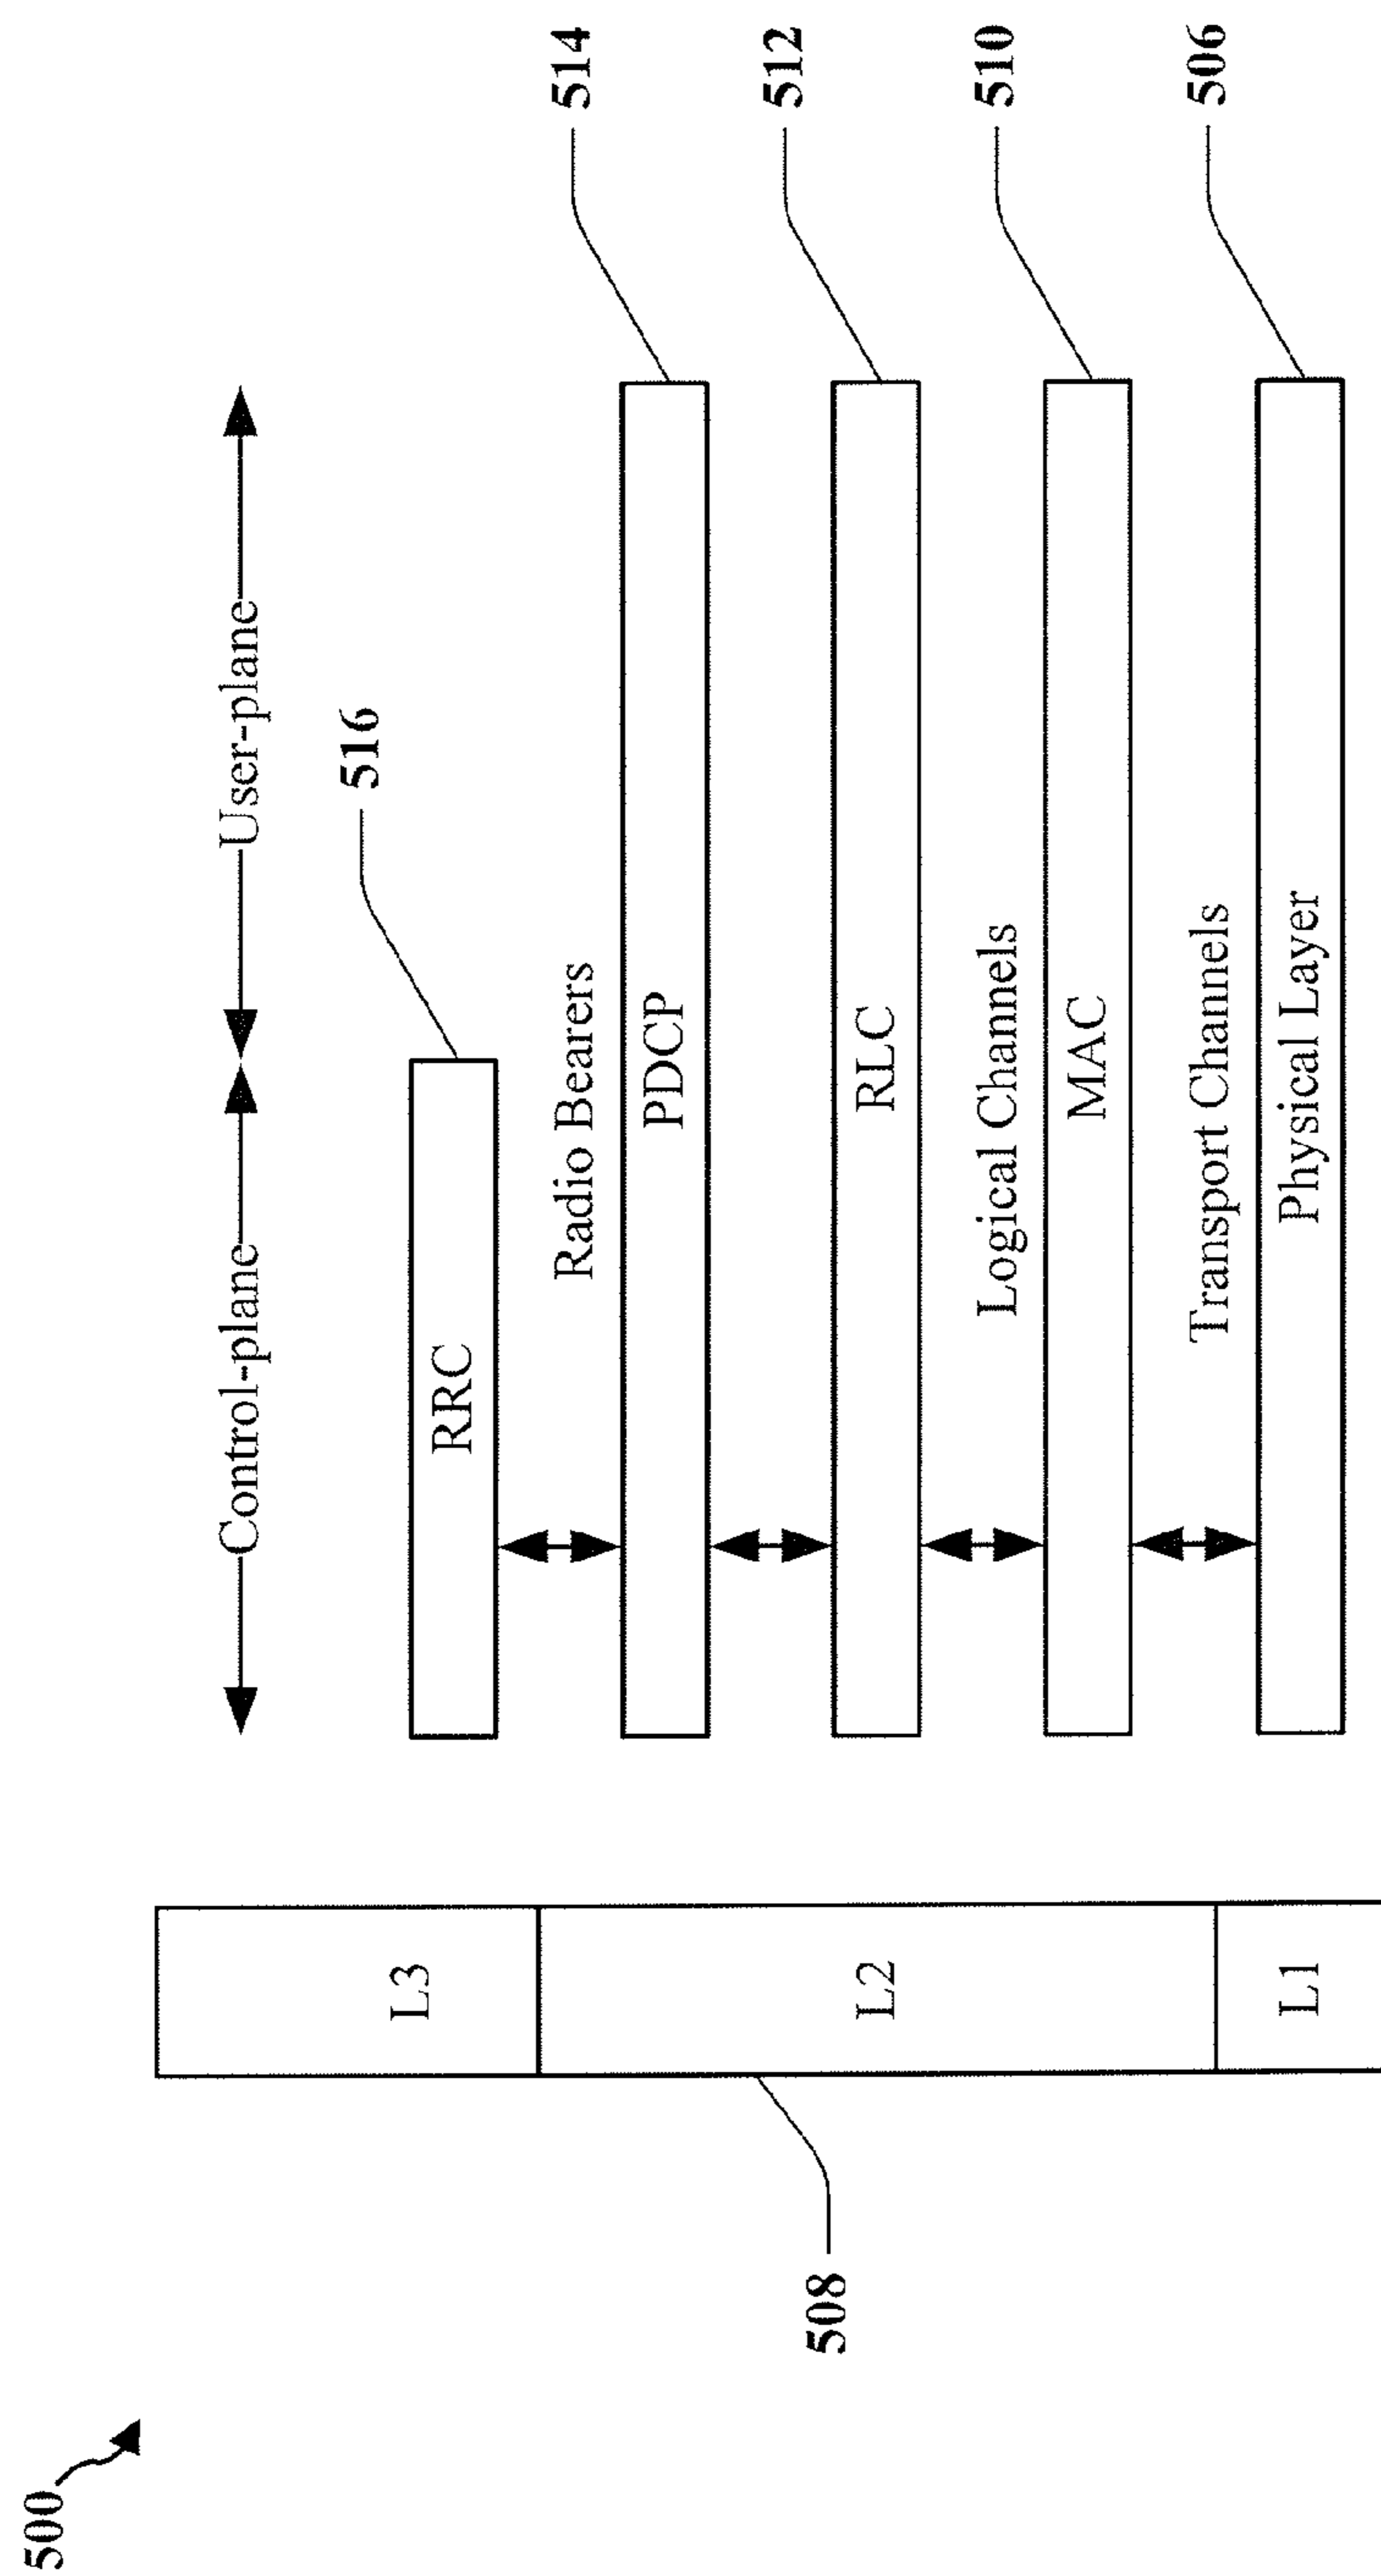 500
Control-plane
User-plane
516
RRC
L3
Radio Bearers
514
PDCP
508
L2
512
RLC
Logical Channels
510
MAC
Transport Channels
506
L1
Physical Layer